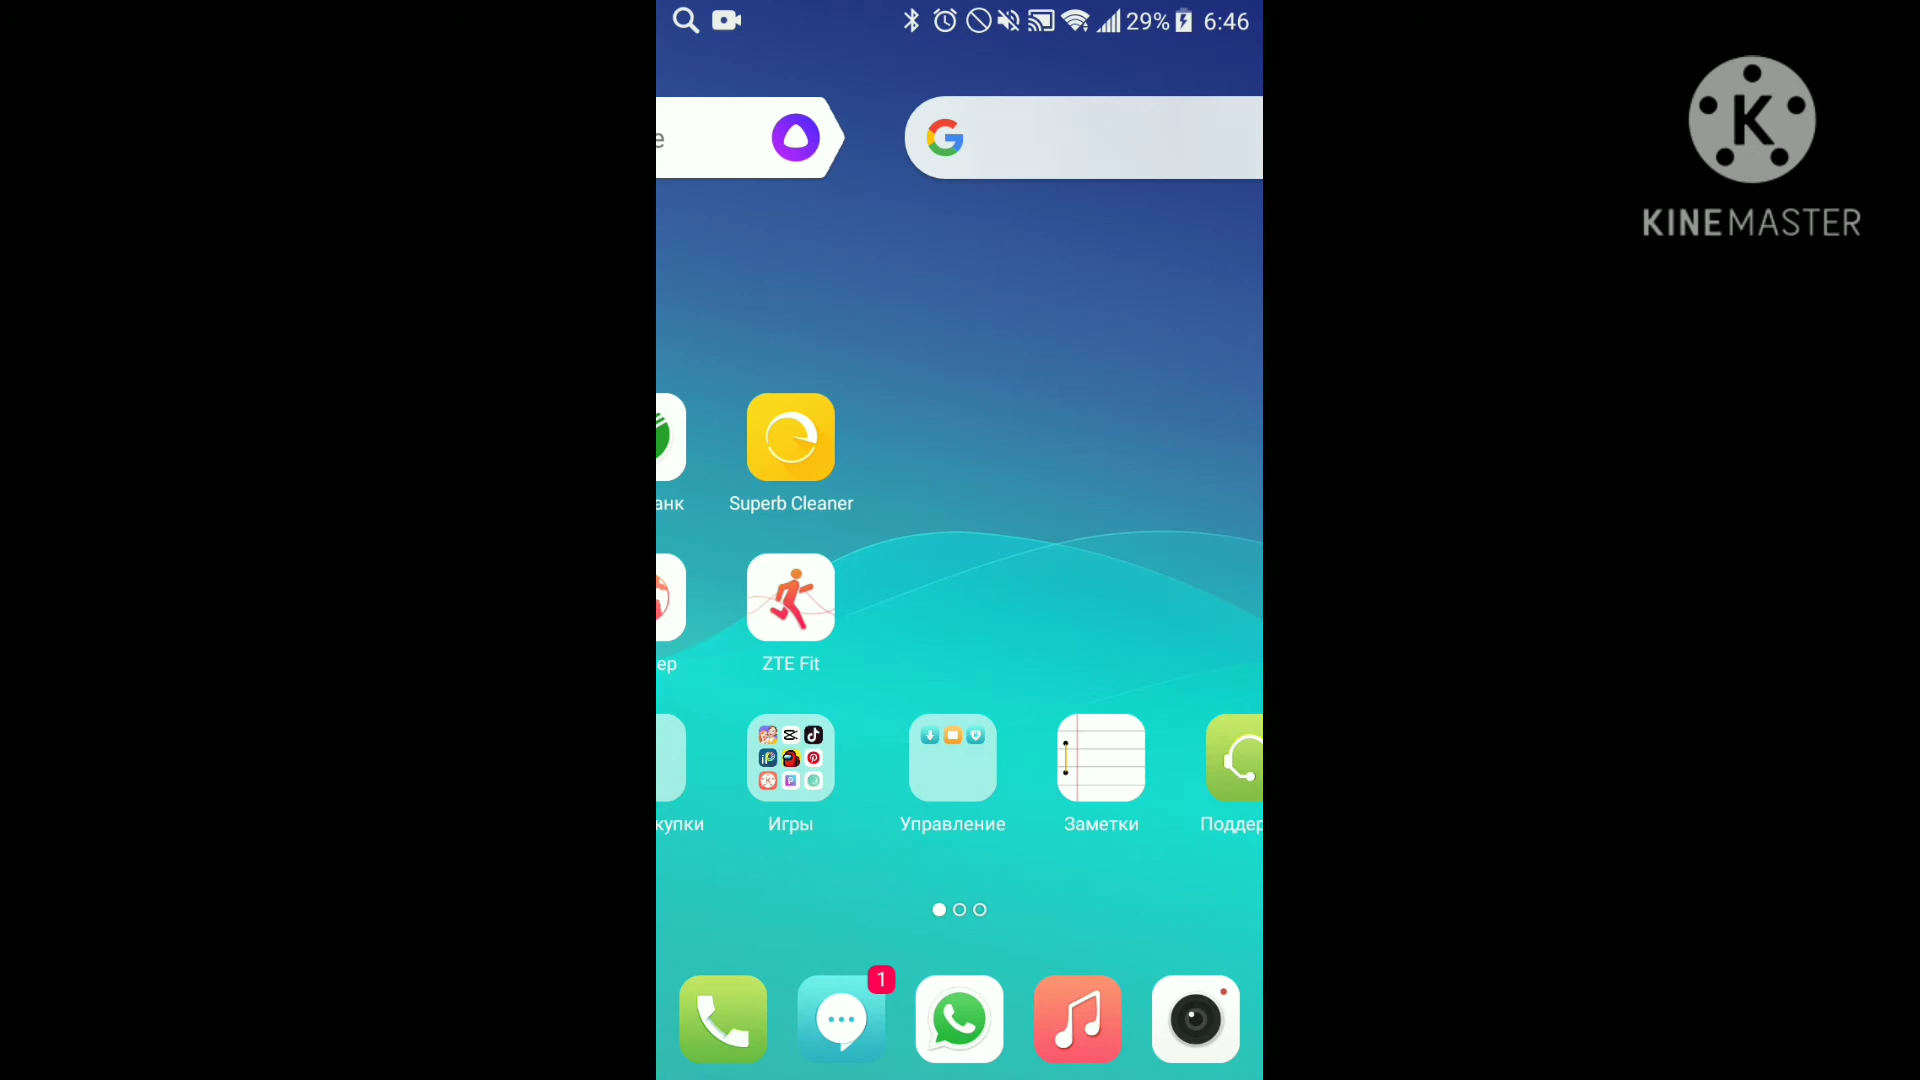 29% 6:46
K
KINEMASTER
е
G
анк
Superb Cleaner
ер
ZTE Fit
купки
Игры
Управление
Заметки
Поддер
1